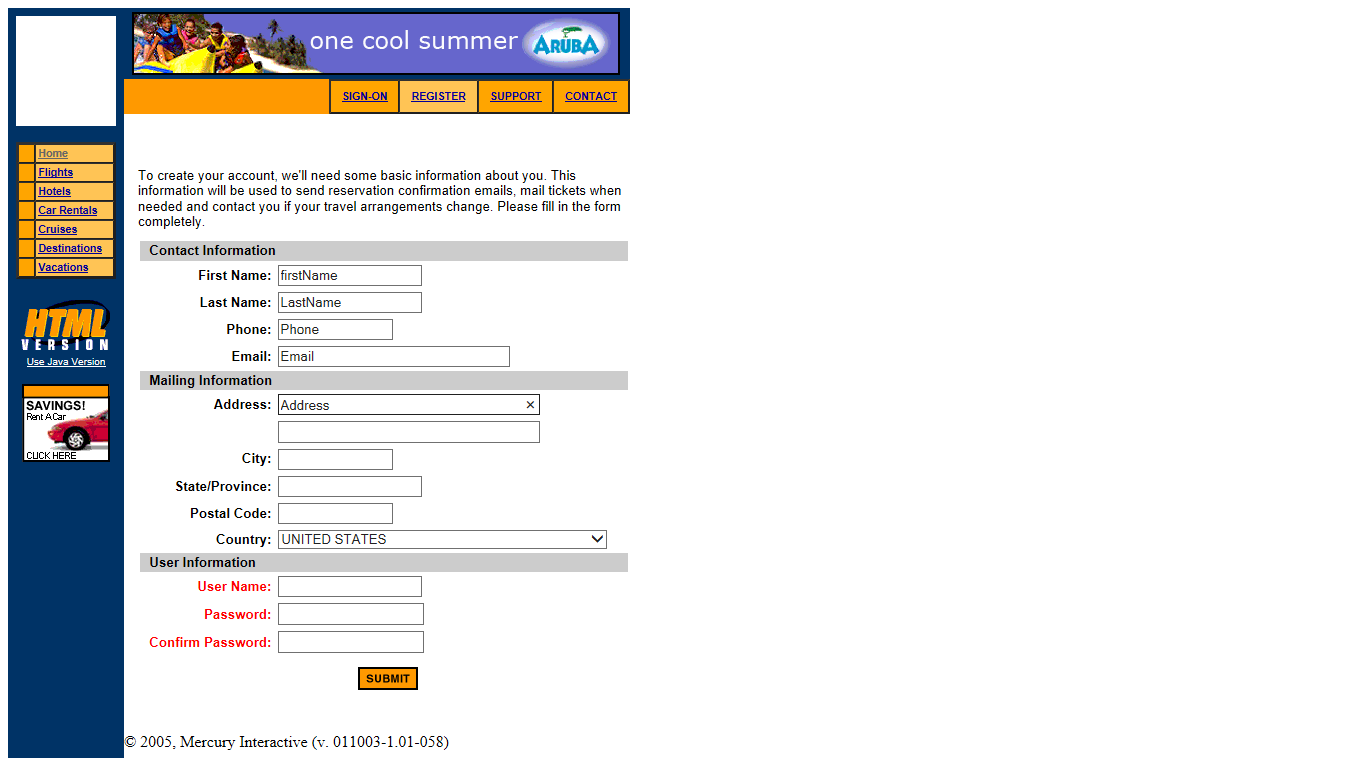 one cool summer
ARUBA
SIGN-ON REGISTER SUPPORT CONTACT
Home
Flights
Hotels
Car Rentals
Cruises
Destinations
Vacations
HTML
VERSION
Use Java Version
SAVINGS!
Rent A Car
CLICK HERE
To create your account, we'll need some basic information about you. This
information will be used to send reservation confirmation emails, mail tickets when
needed and contact you if your travel arrangements change. Please fill in the form
completely.
Contact Information
First Name: firstName
Last Name: LastName
Phone: Phone
Email: Email
Mailing Information
Address: Address ×
City:
State/Province:
Postal Code:
Country: UNITED STATES
User Information
User Name:
Password:
Confirm Password:
SUBMIT
© 2005, Mercury Interactive (v. 011003-1.01-058)